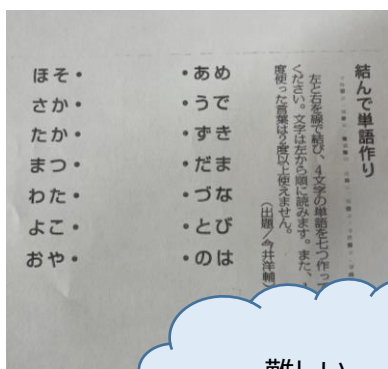 結んで単語作り
左と右を線で結び、4文字の単語を七つ作って
ください。文字は左から順に読みます。また、
度使った言葉は2度以上使えません。
(出題/今井洋輔)
ほそ・ ・あめ
さか・ ・うで
たか・ ・ずき
まつ・ ・だま
わた・ ・づな
よこ・ ・とび
おや・ ・のは
難しい